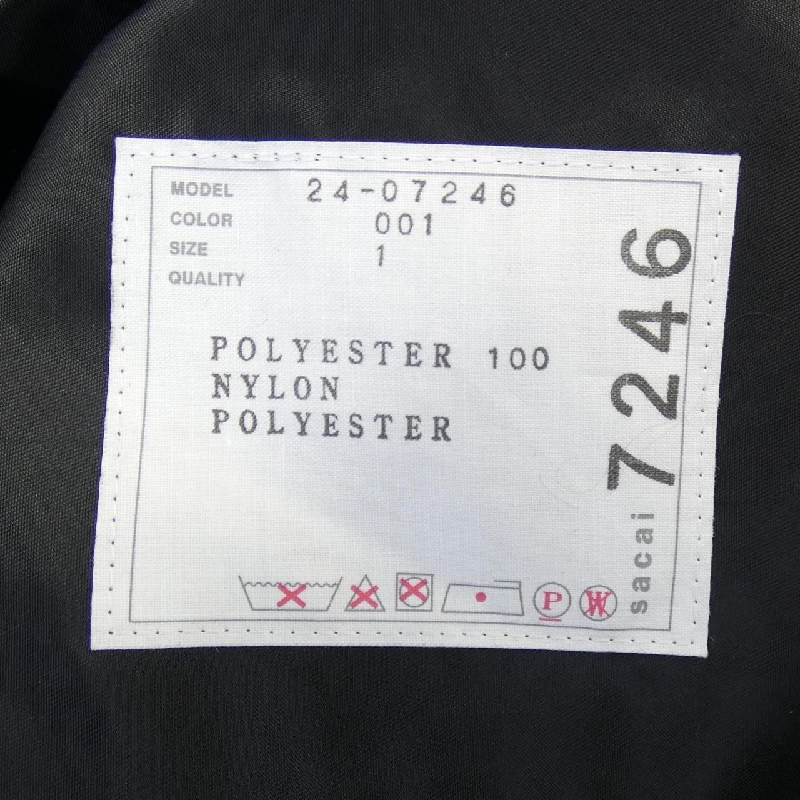 MODEL 24-07246
COLOR 001
SIZE 1
QUALITY
POLYESTER 100
NYLON
POLYESTER
P W
sacai 7246